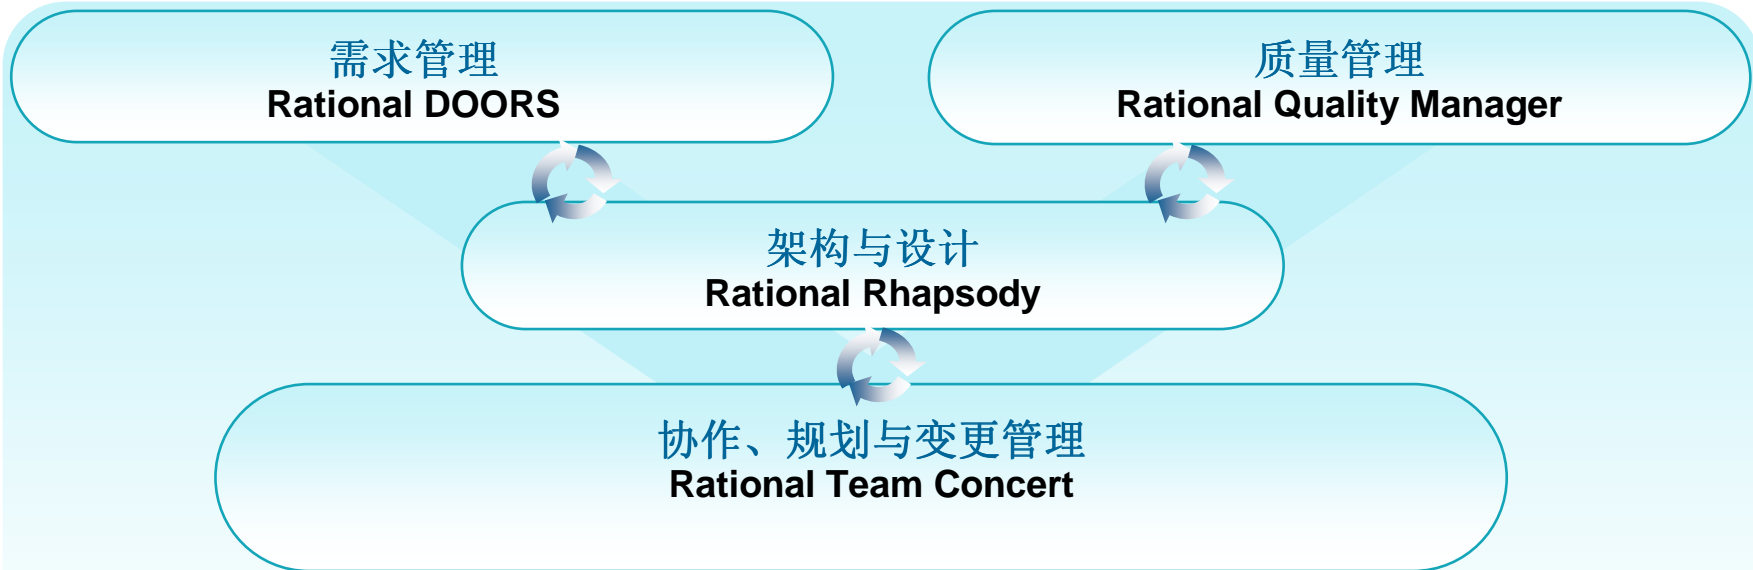 需求管理
Rational DOORS
质量管理
Rational Quality Manager
架构与设计
Rational Rhapsody
协作、规划与变更管理
Rational Team Concert